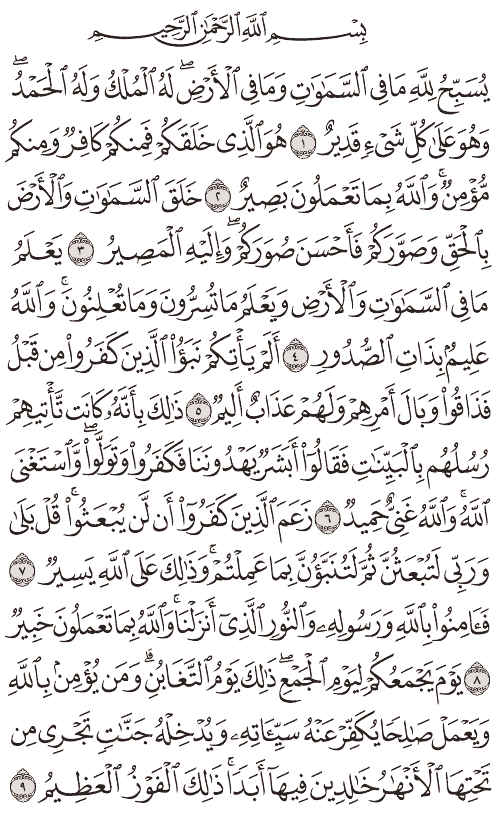 بِسْمِ ٱللَّهِ ٱلرَّحْمَٰنِ ٱلرَّحِيمِ
يُسَبِّحُ لِلَّهِ مَا فِى ٱلسَّمَٰوَٰتِ وَمَا فِى ٱلْأَرْضِ ۖ لَهُ ٱلْمُلْكُ وَلَهُ ٱلْحَمْدُ ۖ
وَهُوَ عَلَىٰ كُلِّ شَىْءٍ قَدِيرٌ ١ هُوَ ٱلَّذِى خَلَقَكُمْ فَمِنكُمْ كَافِرٌ وَمِنكُم
مُّؤْمِنٌ ۚ وَٱللَّهُ بِمَا تَعْمَلُونَ بَصِيرٌ ٢ خَلَقَ ٱلسَّمَٰوَٰتِ وَٱلْأَرْضَ
بِٱلْحَقِّ وَصَوَّرَكُمْ فَأَحْسَنَ صُوَرَكُمْ ۖ وَإِلَيْهِ ٱلْمَصِيرُ ٣ يَعْلَمُ
مَا فِى ٱلسَّمَٰوَٰتِ وَٱلْأَرْضِ وَيَعْلَمُ مَا تُسِرُّونَ وَمَا تُعْلِنُونَ ۚ وَٱللَّهُ
عَلِيمٌۢ بِذَاتِ ٱلصُّدُورِ ٤ أَلَمْ يَأْتِكُمْ نَبَؤُا۟ ٱلَّذِينَ كَفَرُوا۟ مِن قَبْلُ
فَذَاقُوا۟ وَبَالَ أَمْرِهِمْ وَلَهُمْ عَذَابٌ أَلِيمٌ ٥ ذَٰلِكَ بِأَنَّهُۥ كَانَت تَّأْتِيهِمْ
رُسُلُهُم بِٱلْبَيِّنَٰتِ فَقَالُوٓا۟ أَبَشَرٌ يَهْدُونَنَا فَكَفَرُوا۟ وَتَوَلَّوا۟ ۖ وَّٱسْتَغْنَى
ٱللَّهُ ۚ وَٱللَّهُ غَنِىٌّ حَمِيدٌ ٦ زَعَمَ ٱلَّذِينَ كَفَرُوٓا۟ أَن لَّن يُبْعَثُوا۟ ۚ قُلْ بَلَىٰ
وَرَبِّى لَتُبْعَثُنَّ ثُمَّ لَتُنَبَّؤُنَّ بِمَا عَمِلْتُمْ ۚ وَذَٰلِكَ عَلَى ٱللَّهِ يَسِيرٌ ٧
فَـَٔامِنُوا۟ بِٱللَّهِ وَرَسُولِهِۦ وَٱلنُّورِ ٱلَّذِىٓ أَنزَلْنَا ۚ وَٱللَّهُ بِمَا تَعْمَلُونَ خَبِيرٌ
٨ يَوْمَ يَجْمَعُكُمْ لِيَوْمِ ٱلْجَمْعِ ۖ ذَٰلِكَ يَوْمُ ٱلتَّغَابُنِ ۗ وَمَن يُؤْمِنۢ بِٱللَّهِ
وَيَعْمَلْ صَٰلِحًا يُكَفِّرْ عَنْهُ سَيِّـَٔاتِهِۦ وَيُدْخِلْهُ جَنَّٰتٍ تَجْرِى مِن
تَحْتِهَا ٱلْأَنْهَٰرُ خَٰلِدِينَ فِيهَآ أَبَدًا ۚ ذَٰلِكَ ٱلْفَوْزُ ٱلْعَظِيمُ ٩